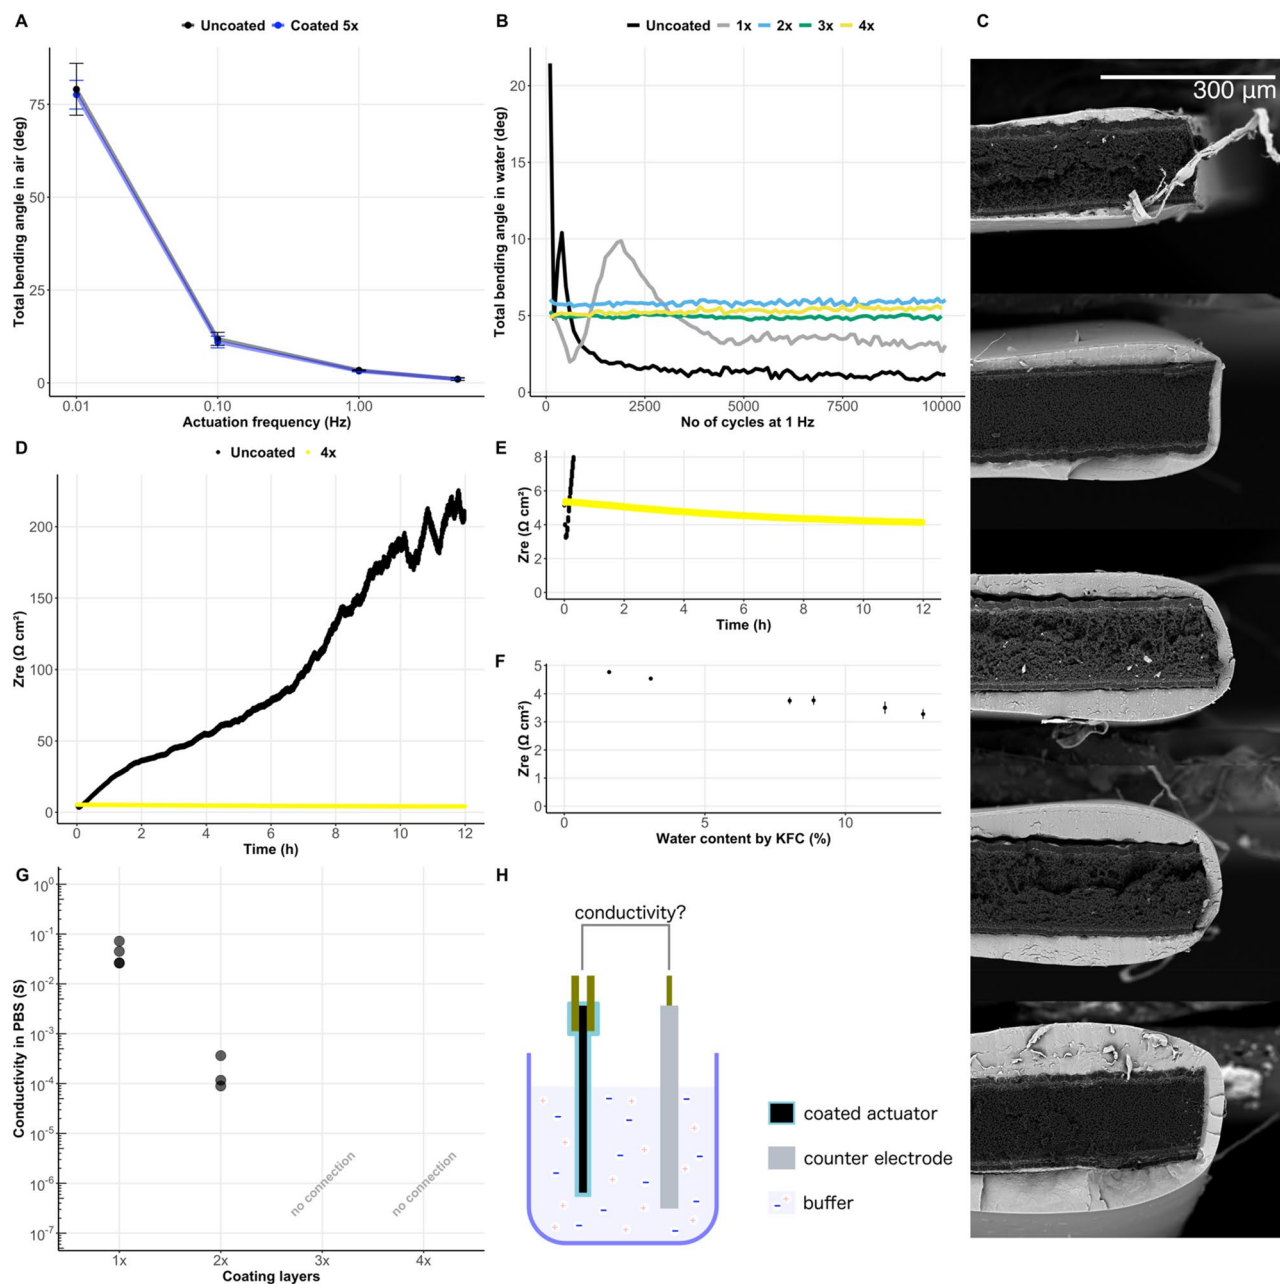 A
Uncoated Coated 5x
Total bending angle in air (deg)
75
50
25
0
0.01 0.10 1.00
Actuation frequency (Hz)
B
Uncoated 1x 2x 3x 4x
Total bending angle in water (deg)
20
15
10
5
0
0 2500 5000 7500 10000
No of cycles at 1 Hz
C
300 µm
D
Uncoated 4x
Zre (Ω cm²)
200
150
100
50
0
0 2 4 6 8 10 12
Time (h)
E
Zre (Ω cm²)
8
6
4
2
0
0 2 4 6 8 10 12
Time (h)
F
Zre (Ω cm²)
5
4
3
2
1
0
0 5 10
Water content by KFC (%)
G
Conductivity in PBS (S)
10⁰
10⁻¹
10⁻²
10⁻³
10⁻⁴
10⁻⁵
10⁻⁶
10⁻⁷
no connection
no connection
1x 2x 3x 4x
Coating layers
H
conductivity?
coated actuator
counter electrode
buffer